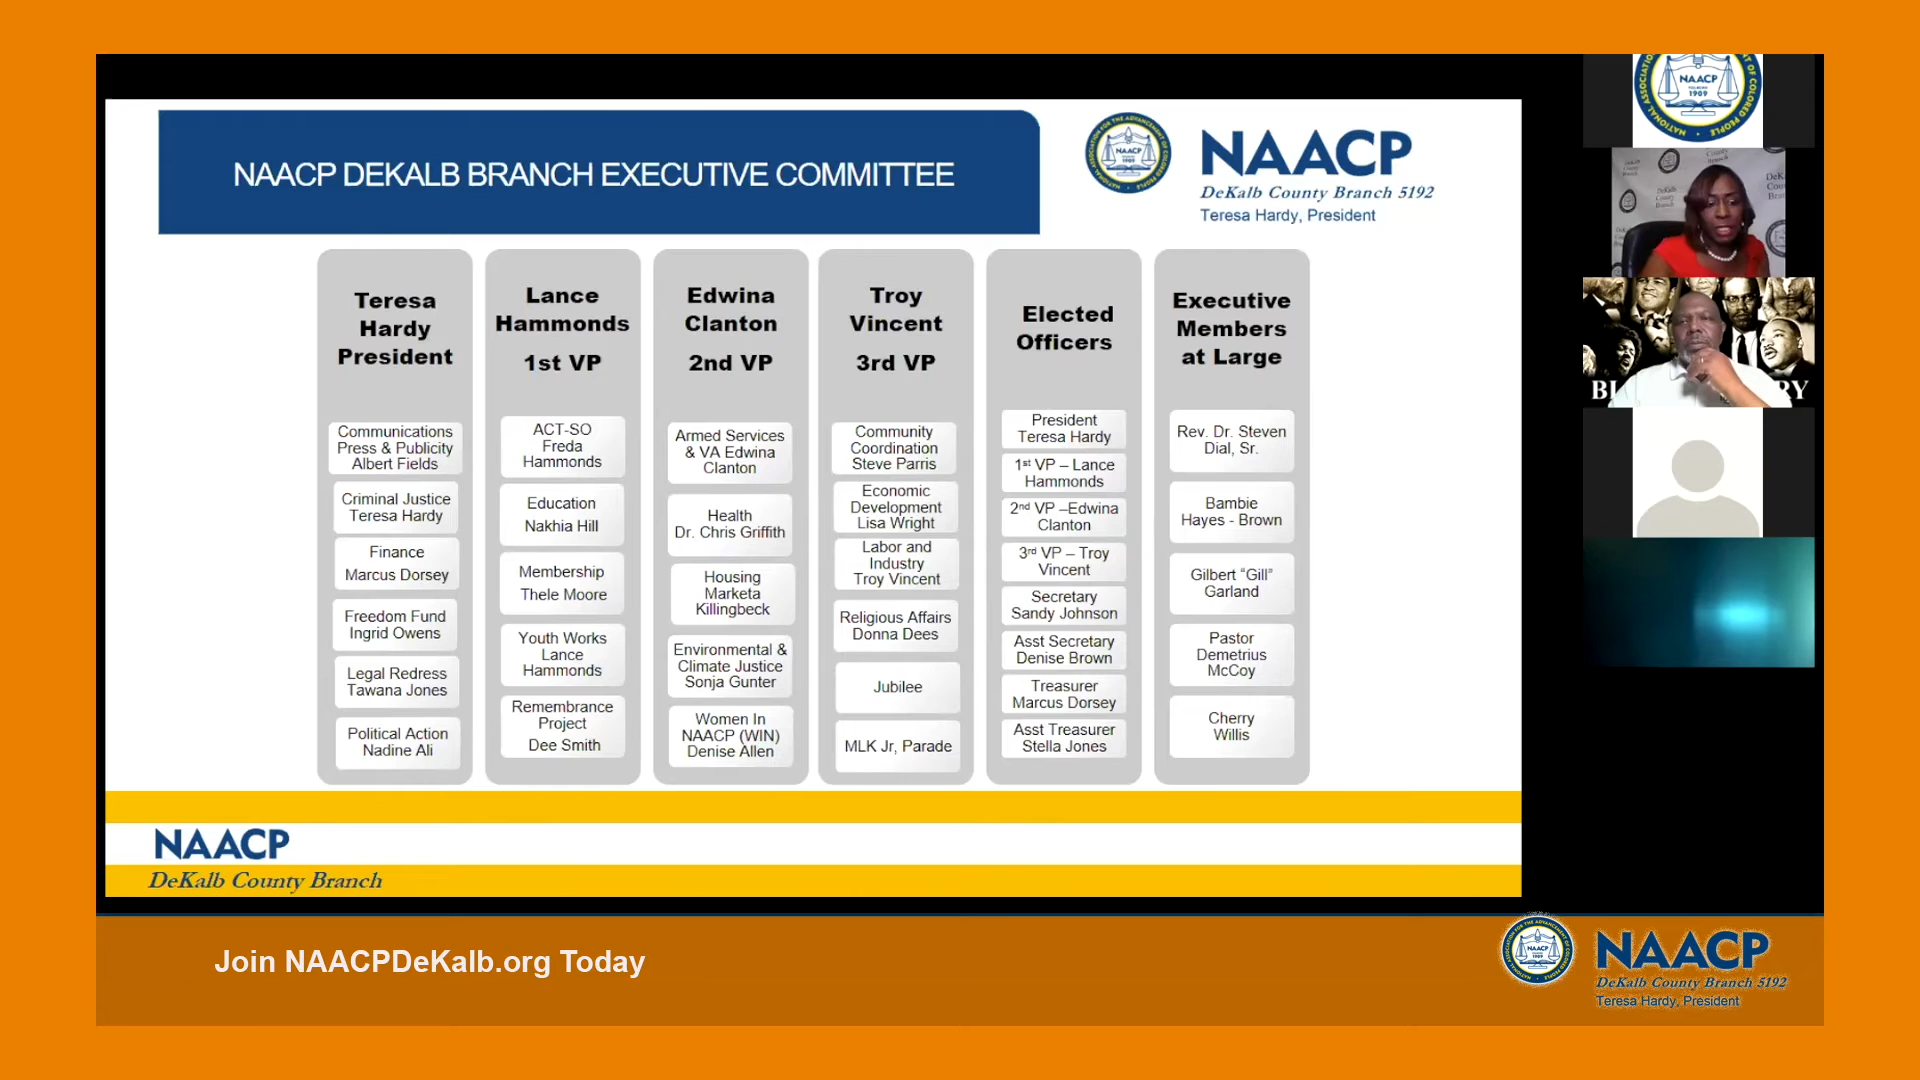 NAACP DEKALB BRANCH EXECUTIVE COMMITTEE
NAACP
NAACP
DeKalb County Branch 5192
Teresa Hardy, President
Teresa
Hardy
President
Communications
Press & Publicity
Albert Fields
Criminal Justice
Teresa Hardy
Finance
Marcus Dorsey
Freedom Fund
Ingrid Owens
Legal Redress
Tawana Jones
Political Action
Nadine Ali
Lance
Hammonds
1st VP
ACT-SO
Freda
Hammonds
Education
Nakhia Hill
Membership
Thele Moore
Youth Works
Lance
Hammonds
Remembrance
Project
Dee Smith
Edwina
Clanton
2nd VP
Armed Services
& VA Edwina
Clanton
Health
Dr. Chris Griffith
Housing
Marketa
Killingbeck
Environmental &
Climate Justice
Sonja Gunter
Women In
NAACP (WIN)
Denise Allen
Troy
Vincent
3rd VP
Community
Coordination
Steve Parris
Economic
Development
Lisa Wright
Labor and
Industry
Troy Vincent
Religious Affairs
Donna Dees
Jubilee
MLK Jr, Parade
Elected
Officers
President
Teresa Hardy
1st VP – Lance
Hammonds
2nd VP –Edwina
Clanton
3rd VP – Troy
Vincent
Secretary
Sandy Johnson
Asst Secretary
Denise Brown
Treasurer
Marcus Dorsey
Asst Treasurer
Stella Jones
Executive
Members
at Large
Rev. Dr. Steven
Dial, Sr.
Bambie
Hayes - Brown
Gilbert “Gill”
Garland
Pastor
Demetrius
McCoy
Cherry
Willis
NAACP
DeKalb County Branch
NAACP
1909
Join NAACPDeKalb.org Today
NAACP
NAACP
DeKalb County Branch 5192
Teresa Hardy, President